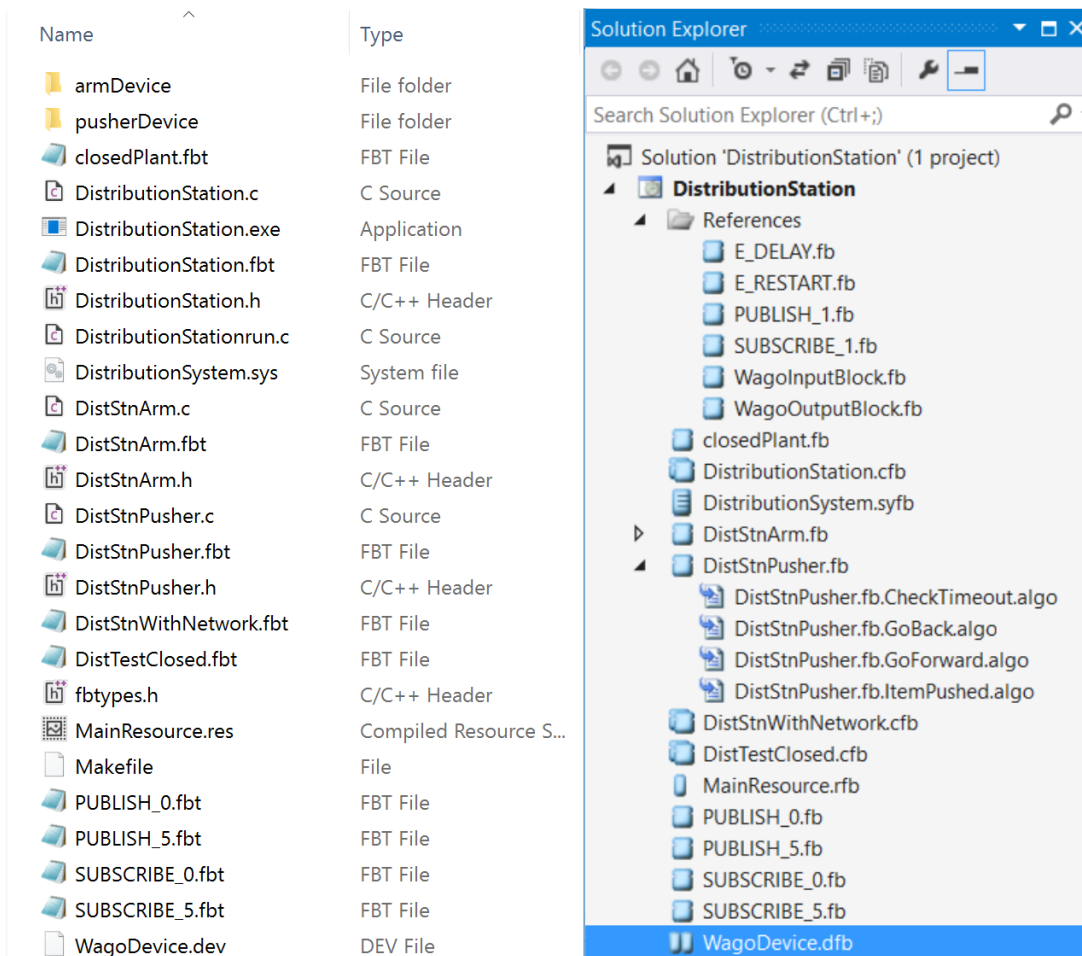 Name Type
armDevice File folder
pusherDevice File folder
closedPlant.fbt FBT File
DistributionStation.c C Source
DistributionStation.exe Application
DistributionStation.fbt FBT File
DistributionStation.h C/C++ Header
DistributionStationrun.c C Source
DistributionSystem.sys System file
DistStnArm.c C Source
DistStnArm.fbt FBT File
DistStnArm.h C/C++ Header
DistStnPusher.c C Source
DistStnPusher.fbt FBT File
DistStnPusher.h C/C++ Header
DistStnWithNetwork.fbt FBT File
DistTestClosed.fbt FBT File
fbtypes.h C/C++ Header
MainResource.res Compiled Resource S...
Makefile File
PUBLISH_0.fbt FBT File
PUBLISH_5.fbt FBT File
SUBSCRIBE_0.fbt FBT File
SUBSCRIBE_5.fbt FBT File
WagoDevice.dev DEV File
Solution Explorer
Search Solution Explorer (Ctrl+;)
Solution 'DistributionStation' (1 project)
DistributionStation
References
E_DELAY.fb
E_RESTART.fb
PUBLISH_1.fb
SUBSCRIBE_1.fb
WagoInputBlock.fb
WagoOutputBlock.fb
closedPlant.fb
DistributionStation.cfb
DistributionSystem.syfb
DistStnArm.fb
DistStnPusher.fb
DistStnPusher.fb.CheckTimeout.algo
DistStnPusher.fb.GoBack.algo
DistStnPusher.fb.GoForward.algo
DistStnPusher.fb.ItemPushed.algo
DistStnWithNetwork.cfb
DistTestClosed.cfb
MainResource.rfb
PUBLISH_0.fb
PUBLISH_5.fb
SUBSCRIBE_0.fb
SUBSCRIBE_5.fb
WagoDevice.dfb